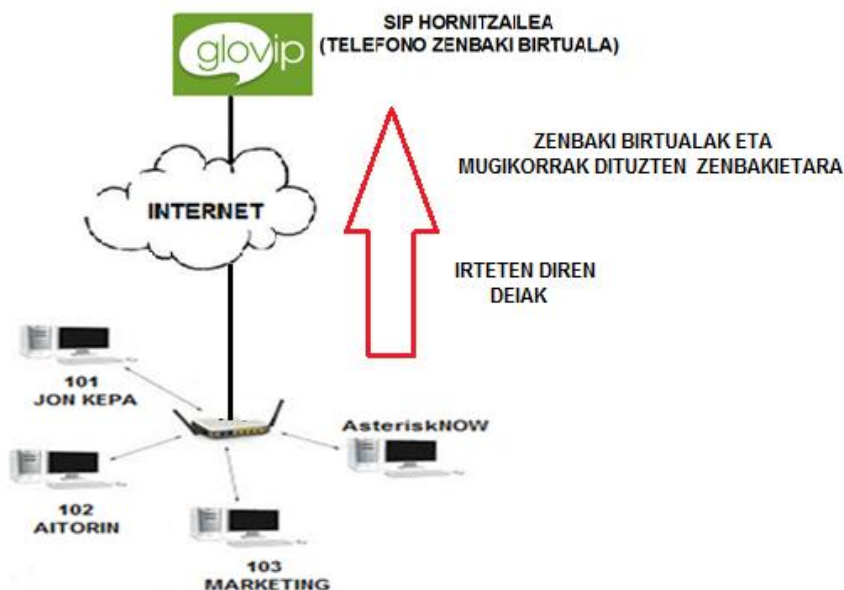 glovip
SIP HORNITZAILEA
(TELEFONO ZENBAKI BIRTUALA)
ZENBAKI BIRTUALAK ETA
MUGIKORRAK DITUZTEN ZENBAKIETARA
INTERNET
IRTETEN DIREN
DEIAK
101
JON KEPA
AsteriskNOW
102
AITORIN
103
MARKETING